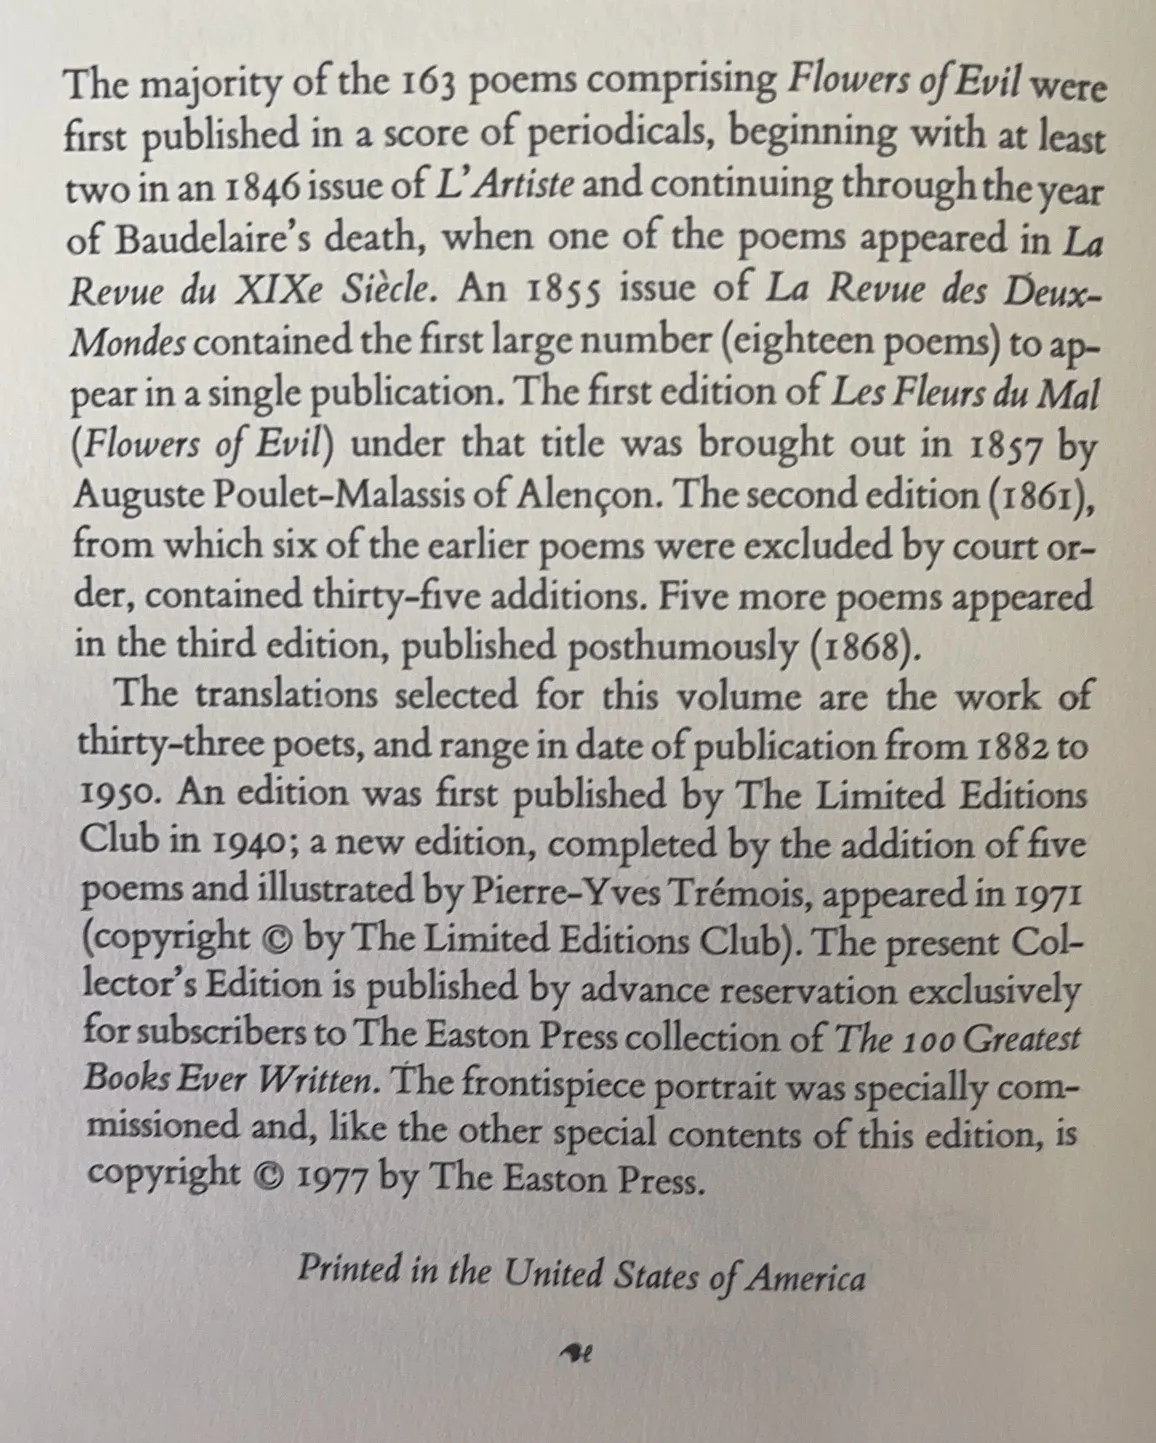 The majority of the 163 poems comprising Flowers of Evil were
first published in a score of periodicals, beginning with at least
two in an 1846 issue of L'Artiste and continuing through the year
of Baudelaire's death, when one of the poems appeared in La
Revue du XIXe Siècle. An 1855 issue of La Revue des Deux-
Mondes contained the first large number (eighteen poems) to ap-
pear in a single publication. The first edition of Les Fleurs du Mal
(Flowers of Evil) under that title was brought out in 1857 by
Auguste Poulet-Malassis of Alençon. The second edition (1861),
from which six of the earlier poems were excluded by court or-
der, contained thirty-five additions. Five more poems appeared
in the third edition, published posthumously (1868).
The translations selected for this volume are the work of
thirty-three poets, and range in date of publication from 1882 to
1950. An edition was first published by The Limited Editions
Club in 1940; a new edition, completed by the addition of five
poems and illustrated by Pierre-Yves Trémois, appeared in 1971
(copyright © by The Limited Editions Club). The present Col-
lector's Edition is published by advance reservation exclusively
for subscribers to The Easton Press collection of The 100 Greatest
Books Ever Written. The frontispiece portrait was specially com-
missioned and, like the other special contents of this edition, is
copyright © 1977 by The Easton Press.
Printed in the United States of America